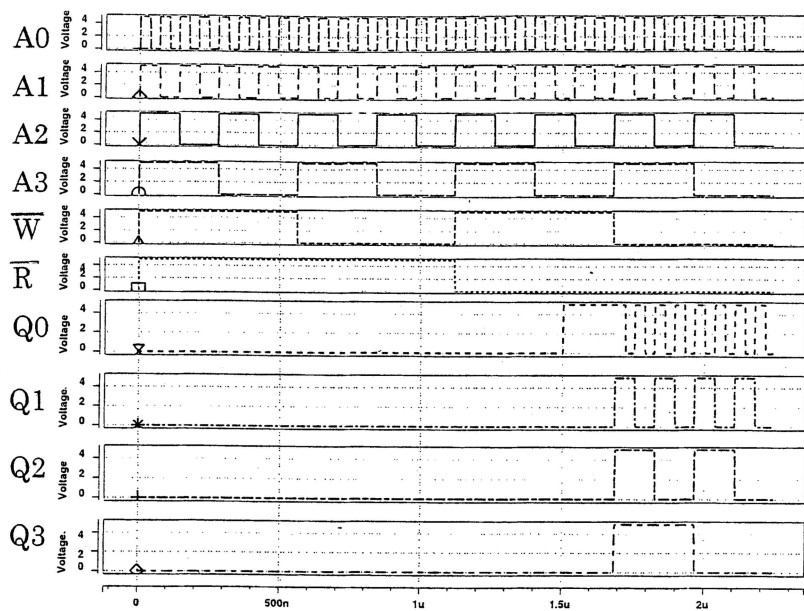 A0 Voltage 4 2 0
A1 Voltage 4 2 0
A2 Voltage 4 2 0
A3 Voltage 4 2 0
W Voltage 4 2 0
R Voltage 4 2 0
Q0 Voltage 4 2 0
Q1 Voltage. 4 2 0
Q2 Voltage 4 2 0
Q3 Voltage. 4 2 0
0 500n 1u 1.5u 2u